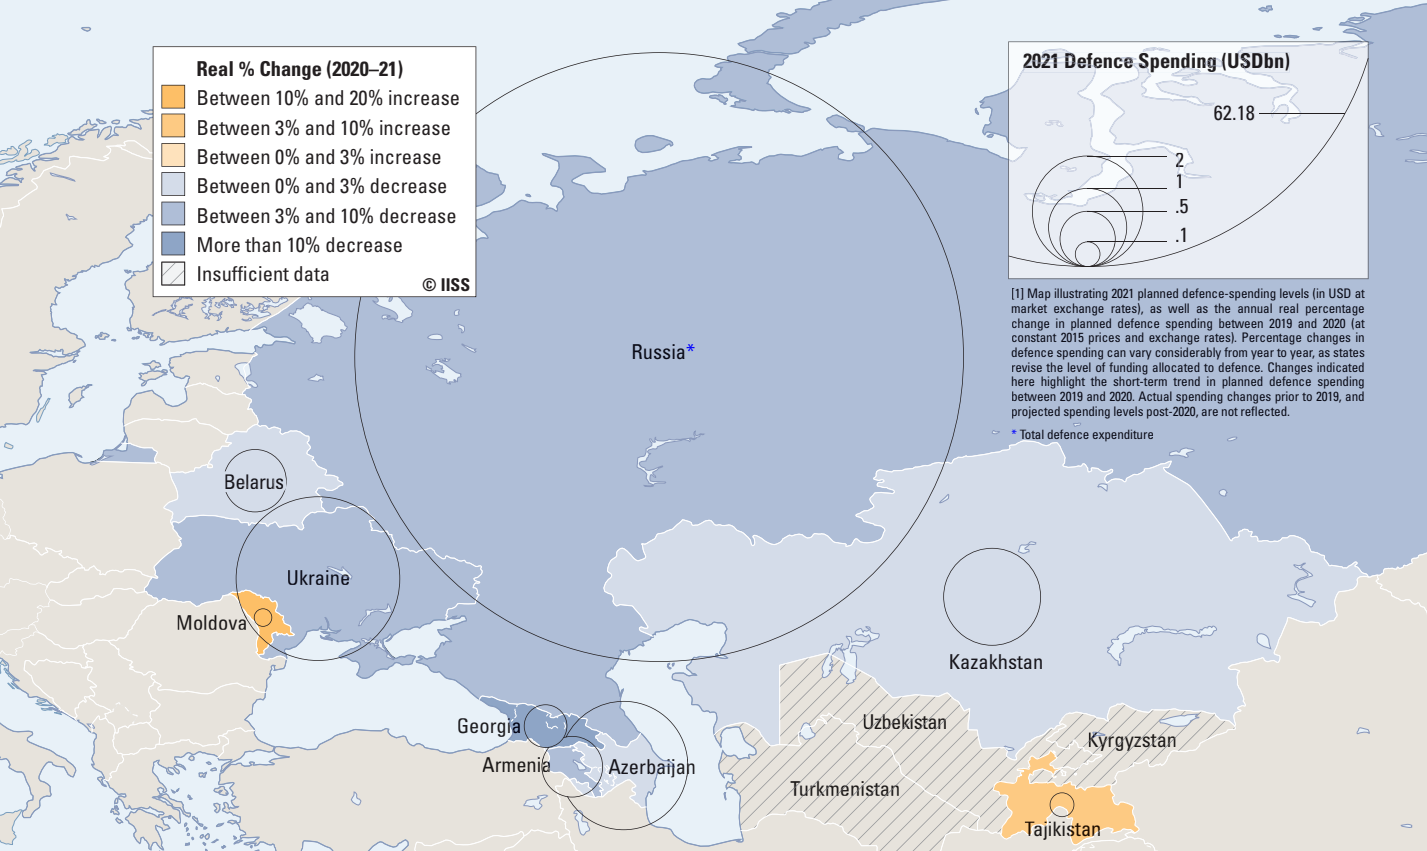 Real % Change (2020–21)
Between 10% and 20% increase
Between 3% and 10% increase
Between 0% and 3% increase
Between 0% and 3% decrease
Between 3% and 10% decrease
More than 10% decrease
Insufficient data
© IISS
2021 Defence Spending (USDbn)
62.18
2
1
.5
.1
[1] Map illustrating 2021 planned defence-spending levels (in USD at
market exchange rates), as well as the annual real percentage
change in planned defence spending between 2019 and 2020 (at
constant 2015 prices and exchange rates). Percentage changes in
defence spending can vary considerably from year to year, as states
revise the level of funding allocated to defence. Changes indicated
here highlight the short-term trend in planned defence spending
between 2019 and 2020. Actual spending changes prior to 2019, and
projected spending levels post-2020, are not reflected.
* Total defence expenditure
Russia*
Belarus
Ukraine
Moldova
Kazakhstan
Georgia
Uzbekistan
Kyrgyzstan
Armenia
Azerbaijan
Turkmenistan
Tajikistan